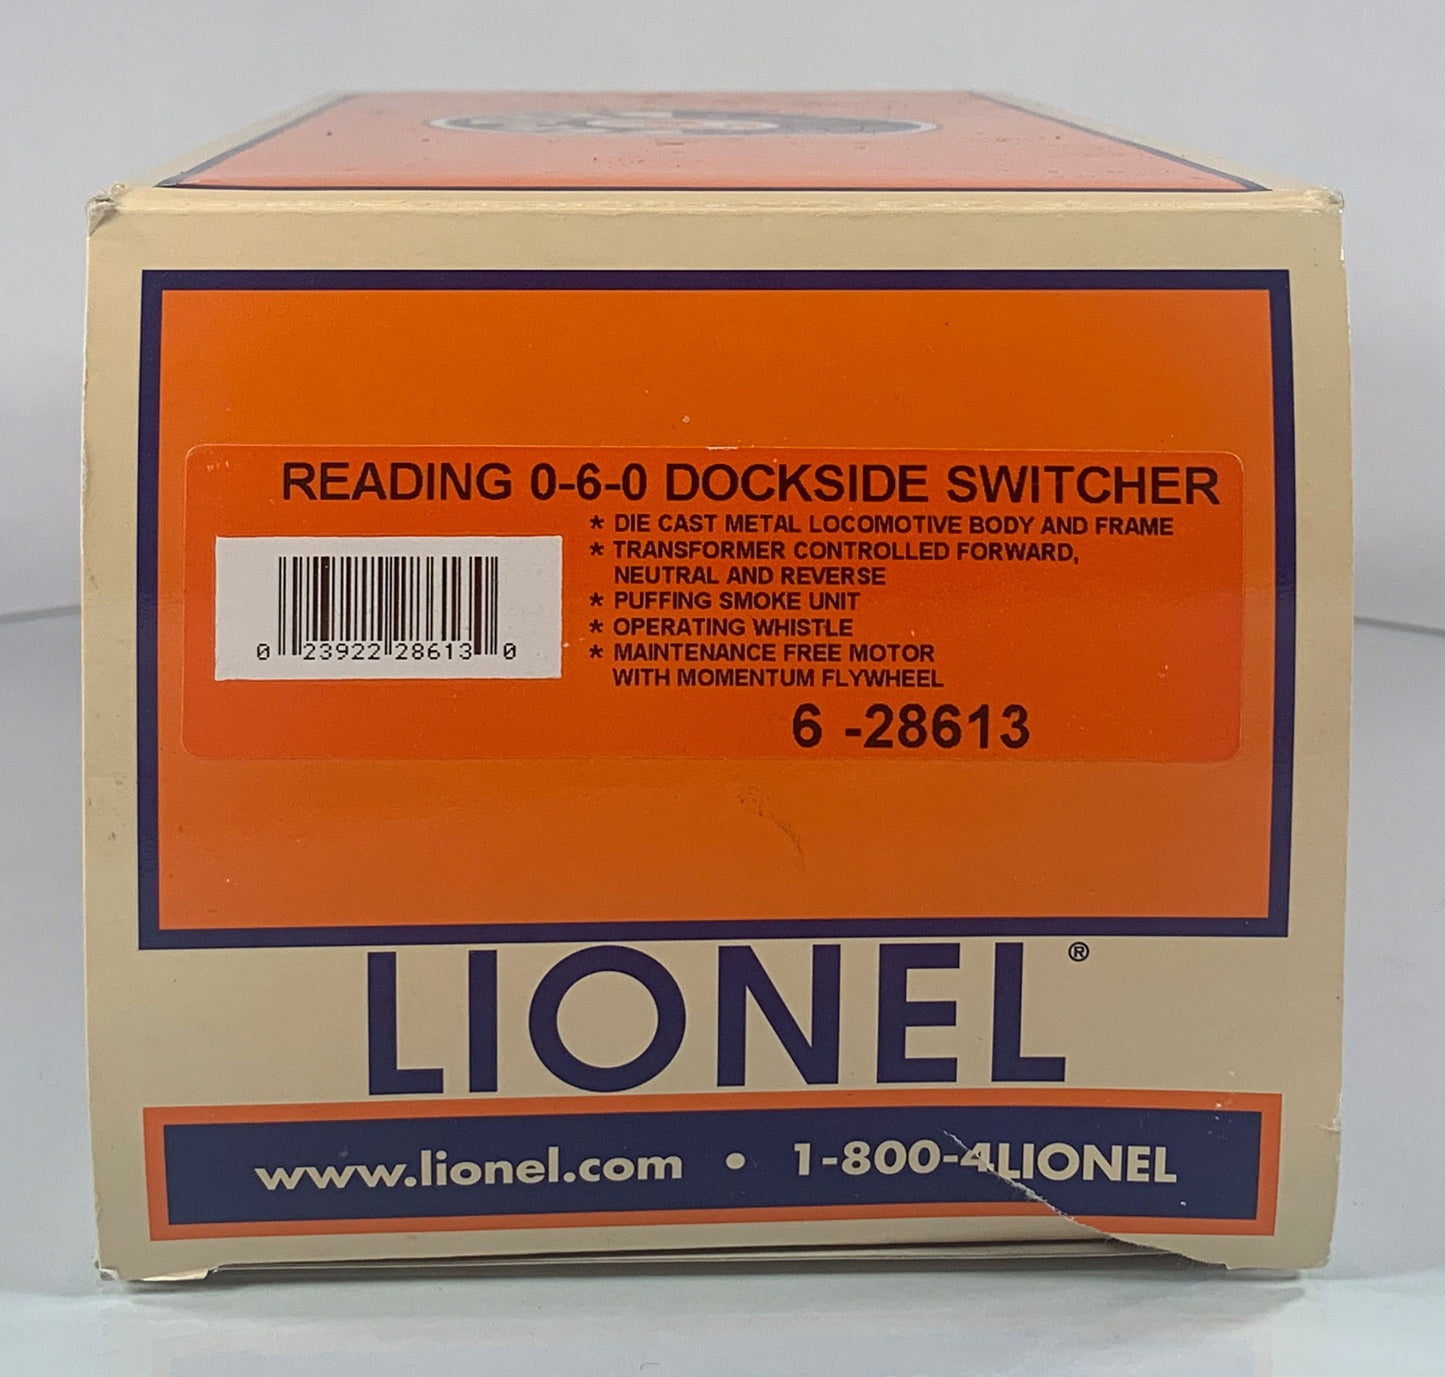 READING 0-6-0 DOCKSIDE SWITCHER
* DIE CAST METAL LOCOMOTIVE BODY AND FRAME
* TRANSFORMER CONTROLLED FORWARD,
NEUTRAL AND REVERSE
* PUFFING SMOKE UNIT
* OPERATING WHISTLE
* MAINTENANCE FREE MOTOR
WITH MOMENTUM FLYWHEEL
0 23922 28613 0
6 -28613
LIONEL®
www.lionel.com • 1-800-4LIONEL